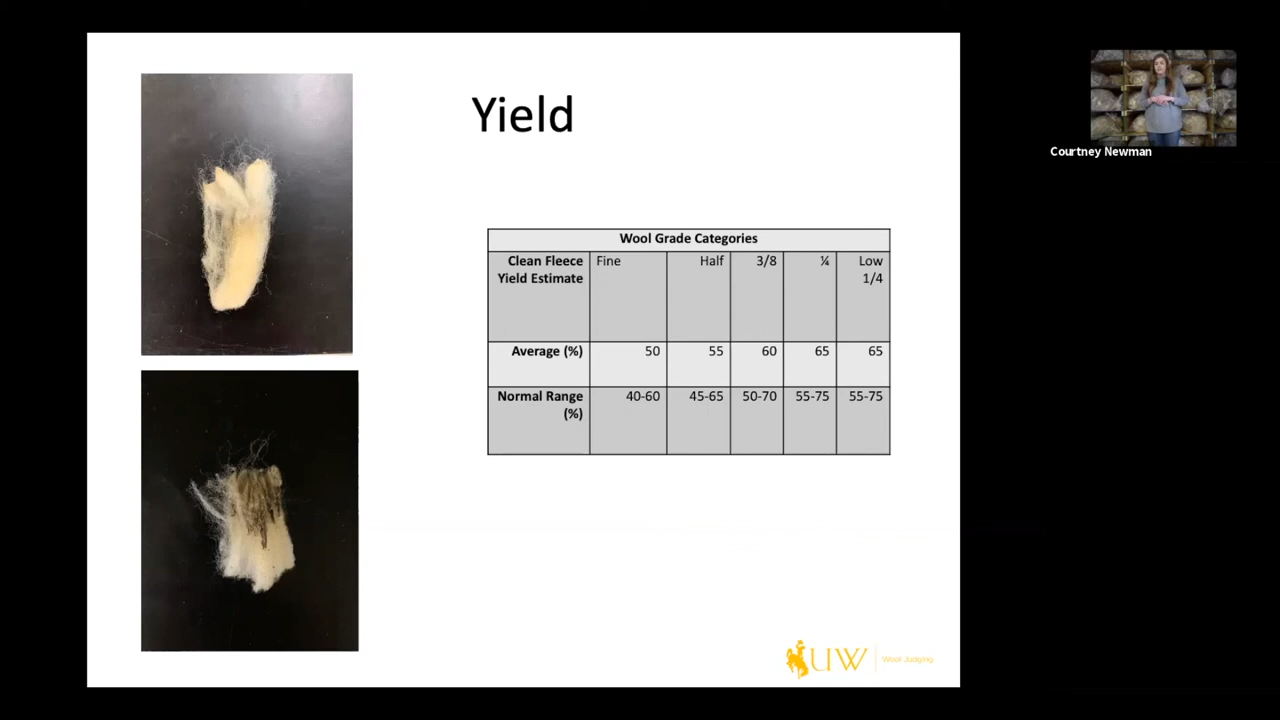 Yield
Courtney Newman
Wool Grade Categories
Clean Fleece Fine Half 3/8 ¼ Low
Yield Estimate 1/4
Average (%) 50 55 60 65 65
Normal Range 40-60 45-65 50-70 55-75 55-75
(%)
UW Wool Judging